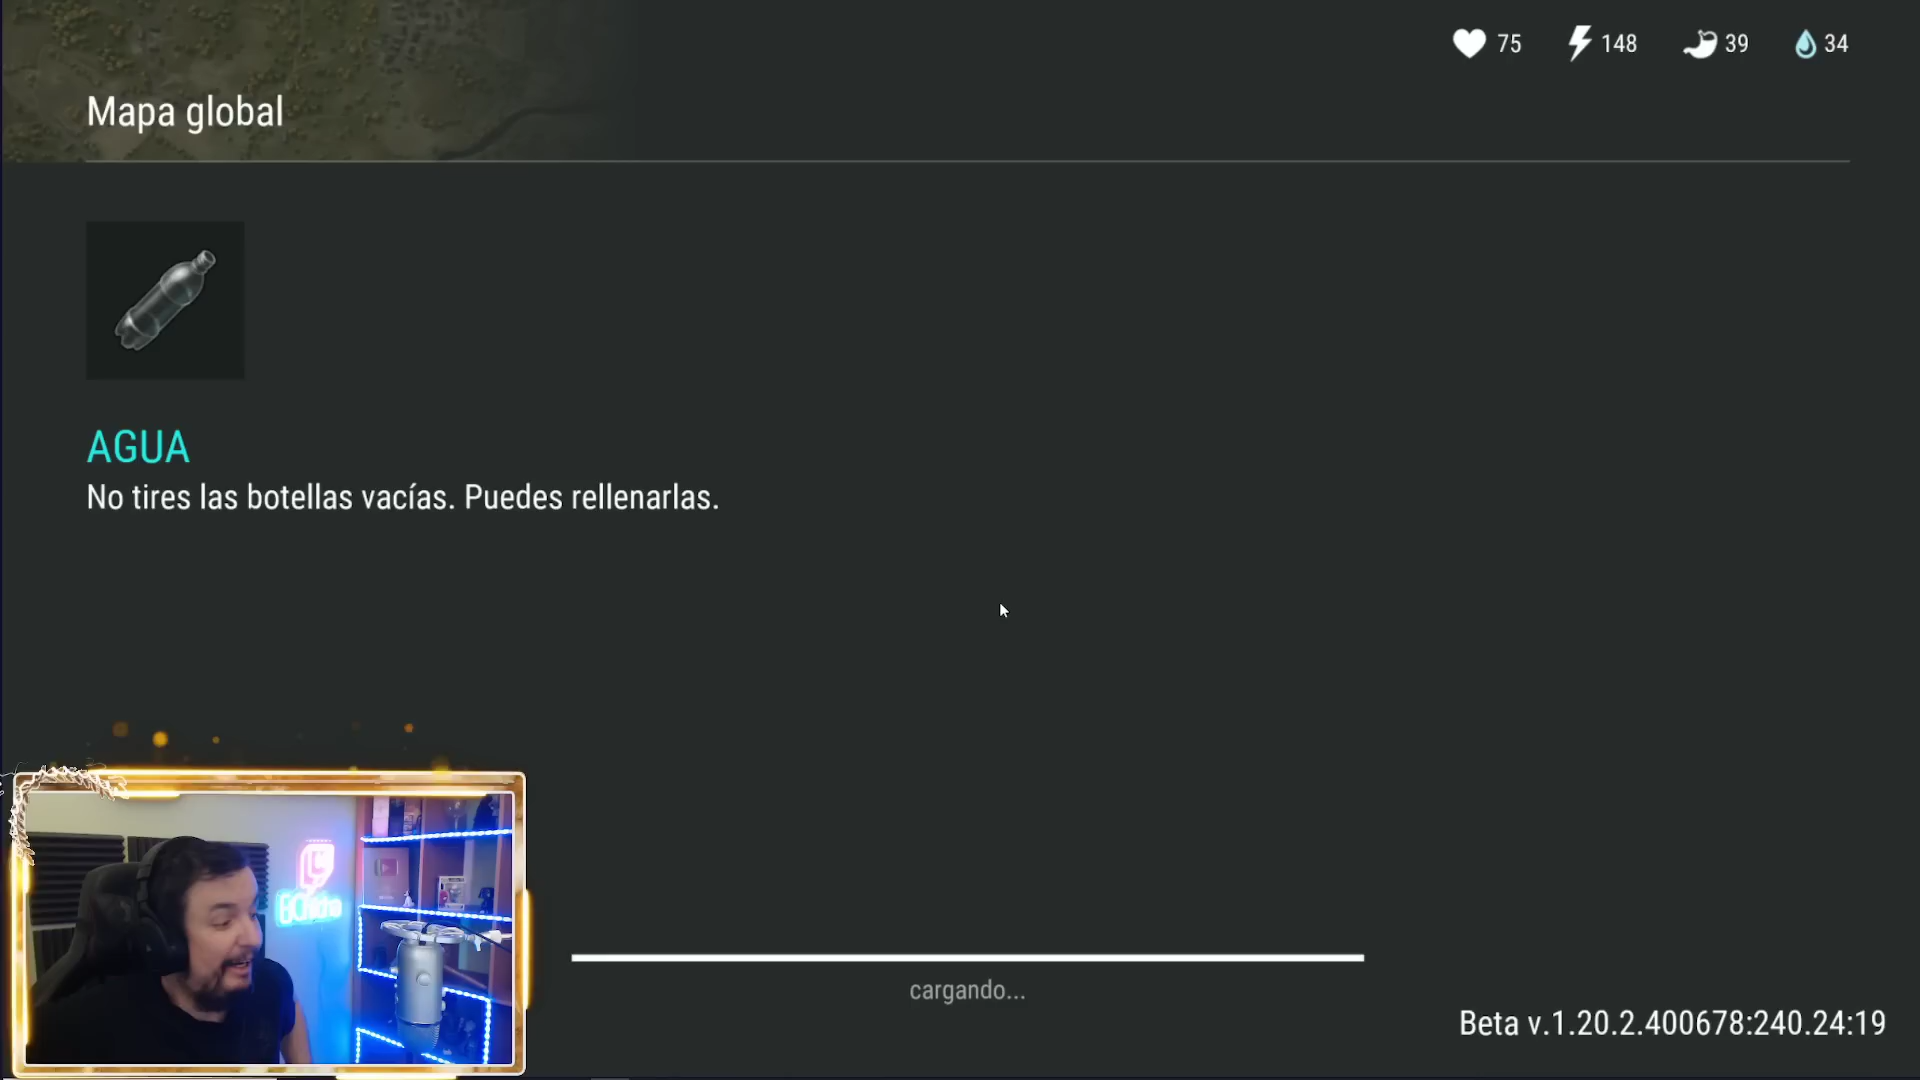 75 148 39 34
Mapa global
AGUA
No tires las botellas vacías. Puedes rellenarlas.
cargando...
Beta v.1.20.2.400678:240.24:19